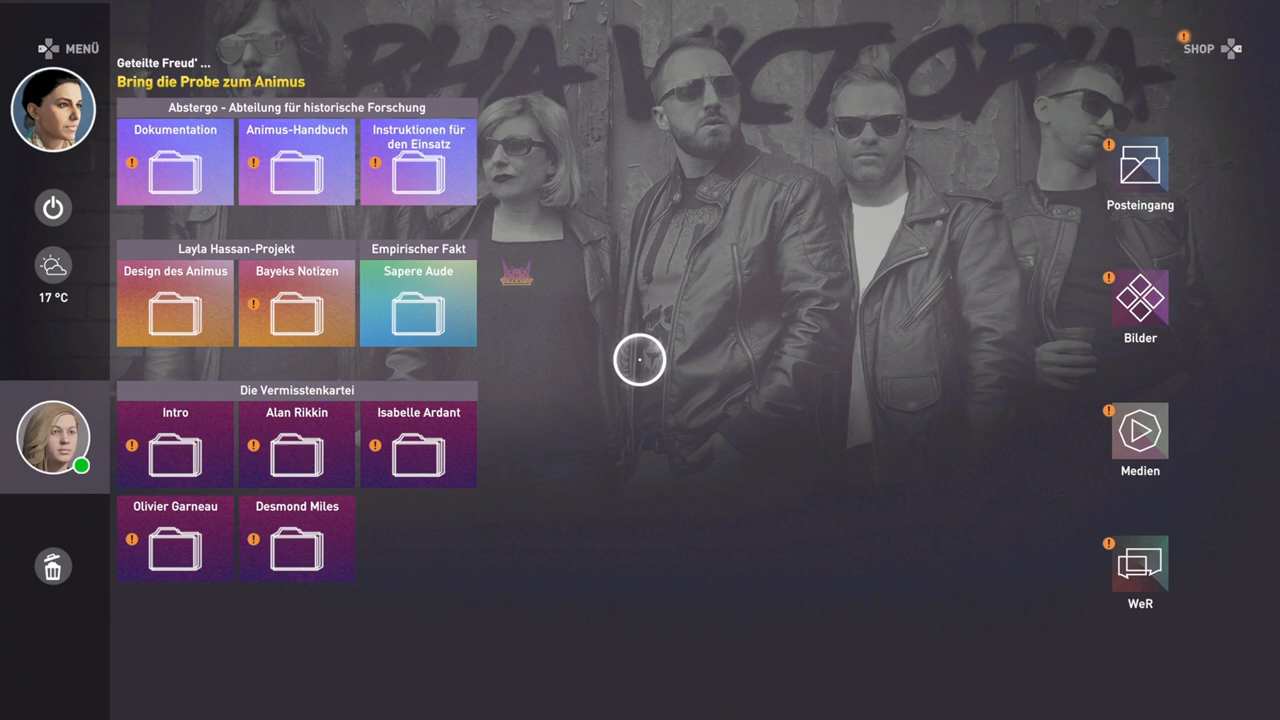 MENÜ
SHOP
Geteilte Freud' ...
Bring die Probe zum Animus
Abstergo - Abteilung für historische Forschung
Dokumentation
Animus-Handbuch
Instruktionen für
den Einsatz
Layla Hassan-Projekt
Empirischer Fakt
Design des Animus
Bayeks Notizen
Sapere Aude
17 °C
Die Vermisstenkartei
Intro
Alan Rikkin
Isabelle Ardant
Olivier Garneau
Desmond Miles
Posteingang
Bilder
Medien
WeR
VICTORIA